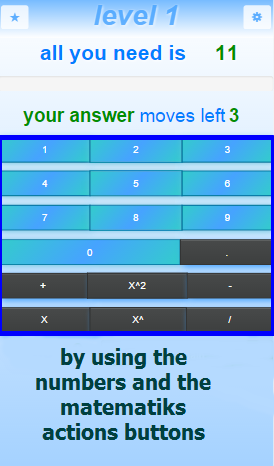 level 1
all you need is 11
your answer moves left 3
1 2 3
4 5 6
7 8 9
0 .
+ X^2 -
X X^ /
by using the
numbers and the
matematiks
actions buttons